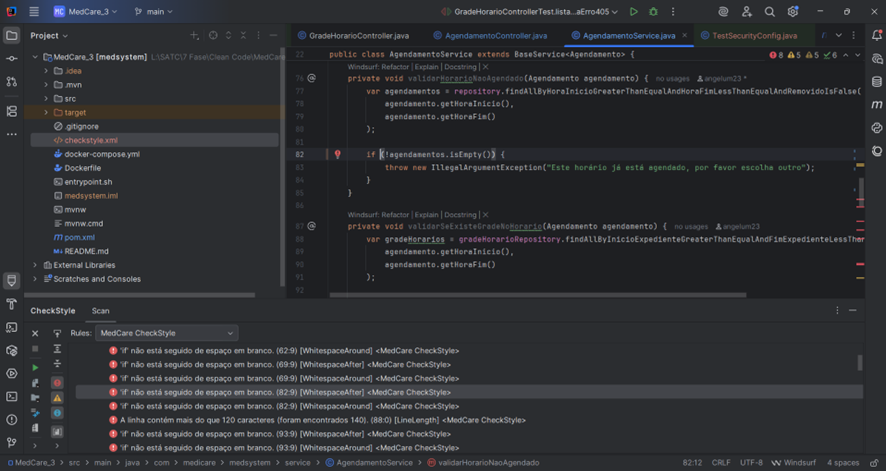 MC MedCare_3 main GradeHorarioControllerTest.lista...aErro405
Project
GradeHorarioController.java AgendamentoController.java AgendamentoService.java TestSecurityConfig.java
MedCare_3 [medsystem] L:\SATC\7 Fase\Clean Code\MedCare
.idea
.mvn
src
target
.gitignore
checkstyle.xml
docker-compose.yml
Dockerfile
entrypoint.sh
medsystem.iml
mvnw
mvnw.cmd
pom.xml
README.md
External Libraries
Scratches and Consoles
22 public class AgendamentoService extends BaseService<Agendamento> { 8 5 5 6
Windsurf: Refactor | Explain | Docstring | X
76 private void validarHorarioNaoAgendado(Agendamento agendamento) { no usages angelum23 *
77 var agendamentos = repository.findAllByHoraInicioGreaterThanEqualAndHoraFimLessThanEqualAndRemovidoIsFalse(
78 agendamento.getHoraInicio(),
79 agendamento.getHoraFim()
80 );
81
82 if (!agendamentos.isEmpty()) {
83 throw new IllegalArgumentException("Este horário já está agendado, por favor escolha outro");
84 }
85 }
86
Windsurf: Refactor | Explain | Docstring | X
87 private void validarSeExisteGradeNoHorario(Agendamento agendamento) { no usages angelum23
88 var gradeHorarios = gradeHorarioRepository.findAllByInicioExpedienteGreaterThanEqualAndFimExpedienteLessThan
89 agendamento.getHoraInicio(),
90 agendamento.getHoraFim()
91 );
92
CheckStyle Scan
Rules: MedCare CheckStyle
'if' não está seguido de espaço em branco. (62:9) [WhitespaceAround] <MedCare CheckStyle>
'if' não está seguido de espaço em branco. (69:9) [WhitespaceAfter] <MedCare CheckStyle>
'if' não está seguido de espaço em branco. (69:9) [WhitespaceAround] <MedCare CheckStyle>
'if' não está seguido de espaço em branco. (82:9) [WhitespaceAfter] <MedCare CheckStyle>
'if' não está seguido de espaço em branco. (82:9) [WhitespaceAround] <MedCare CheckStyle>
A linha contém mais do que 120 caracteres (foram encontrados 140). (88:0) [LineLength] <MedCare CheckStyle>
'if' não está seguido de espaço em branco. (93:9) [WhitespaceAfter] <MedCare CheckStyle>
'if' não está seguido de espaço em branco. (93:9) [WhitespaceAround] <MedCare CheckStyle>
MedCare_3 > src > main > java > com > medicare > medsystem > service > AgendamentoService > validarHorarioNaoAgendado 82:12 CRLF UTF-8 Windsurf 4 spaces